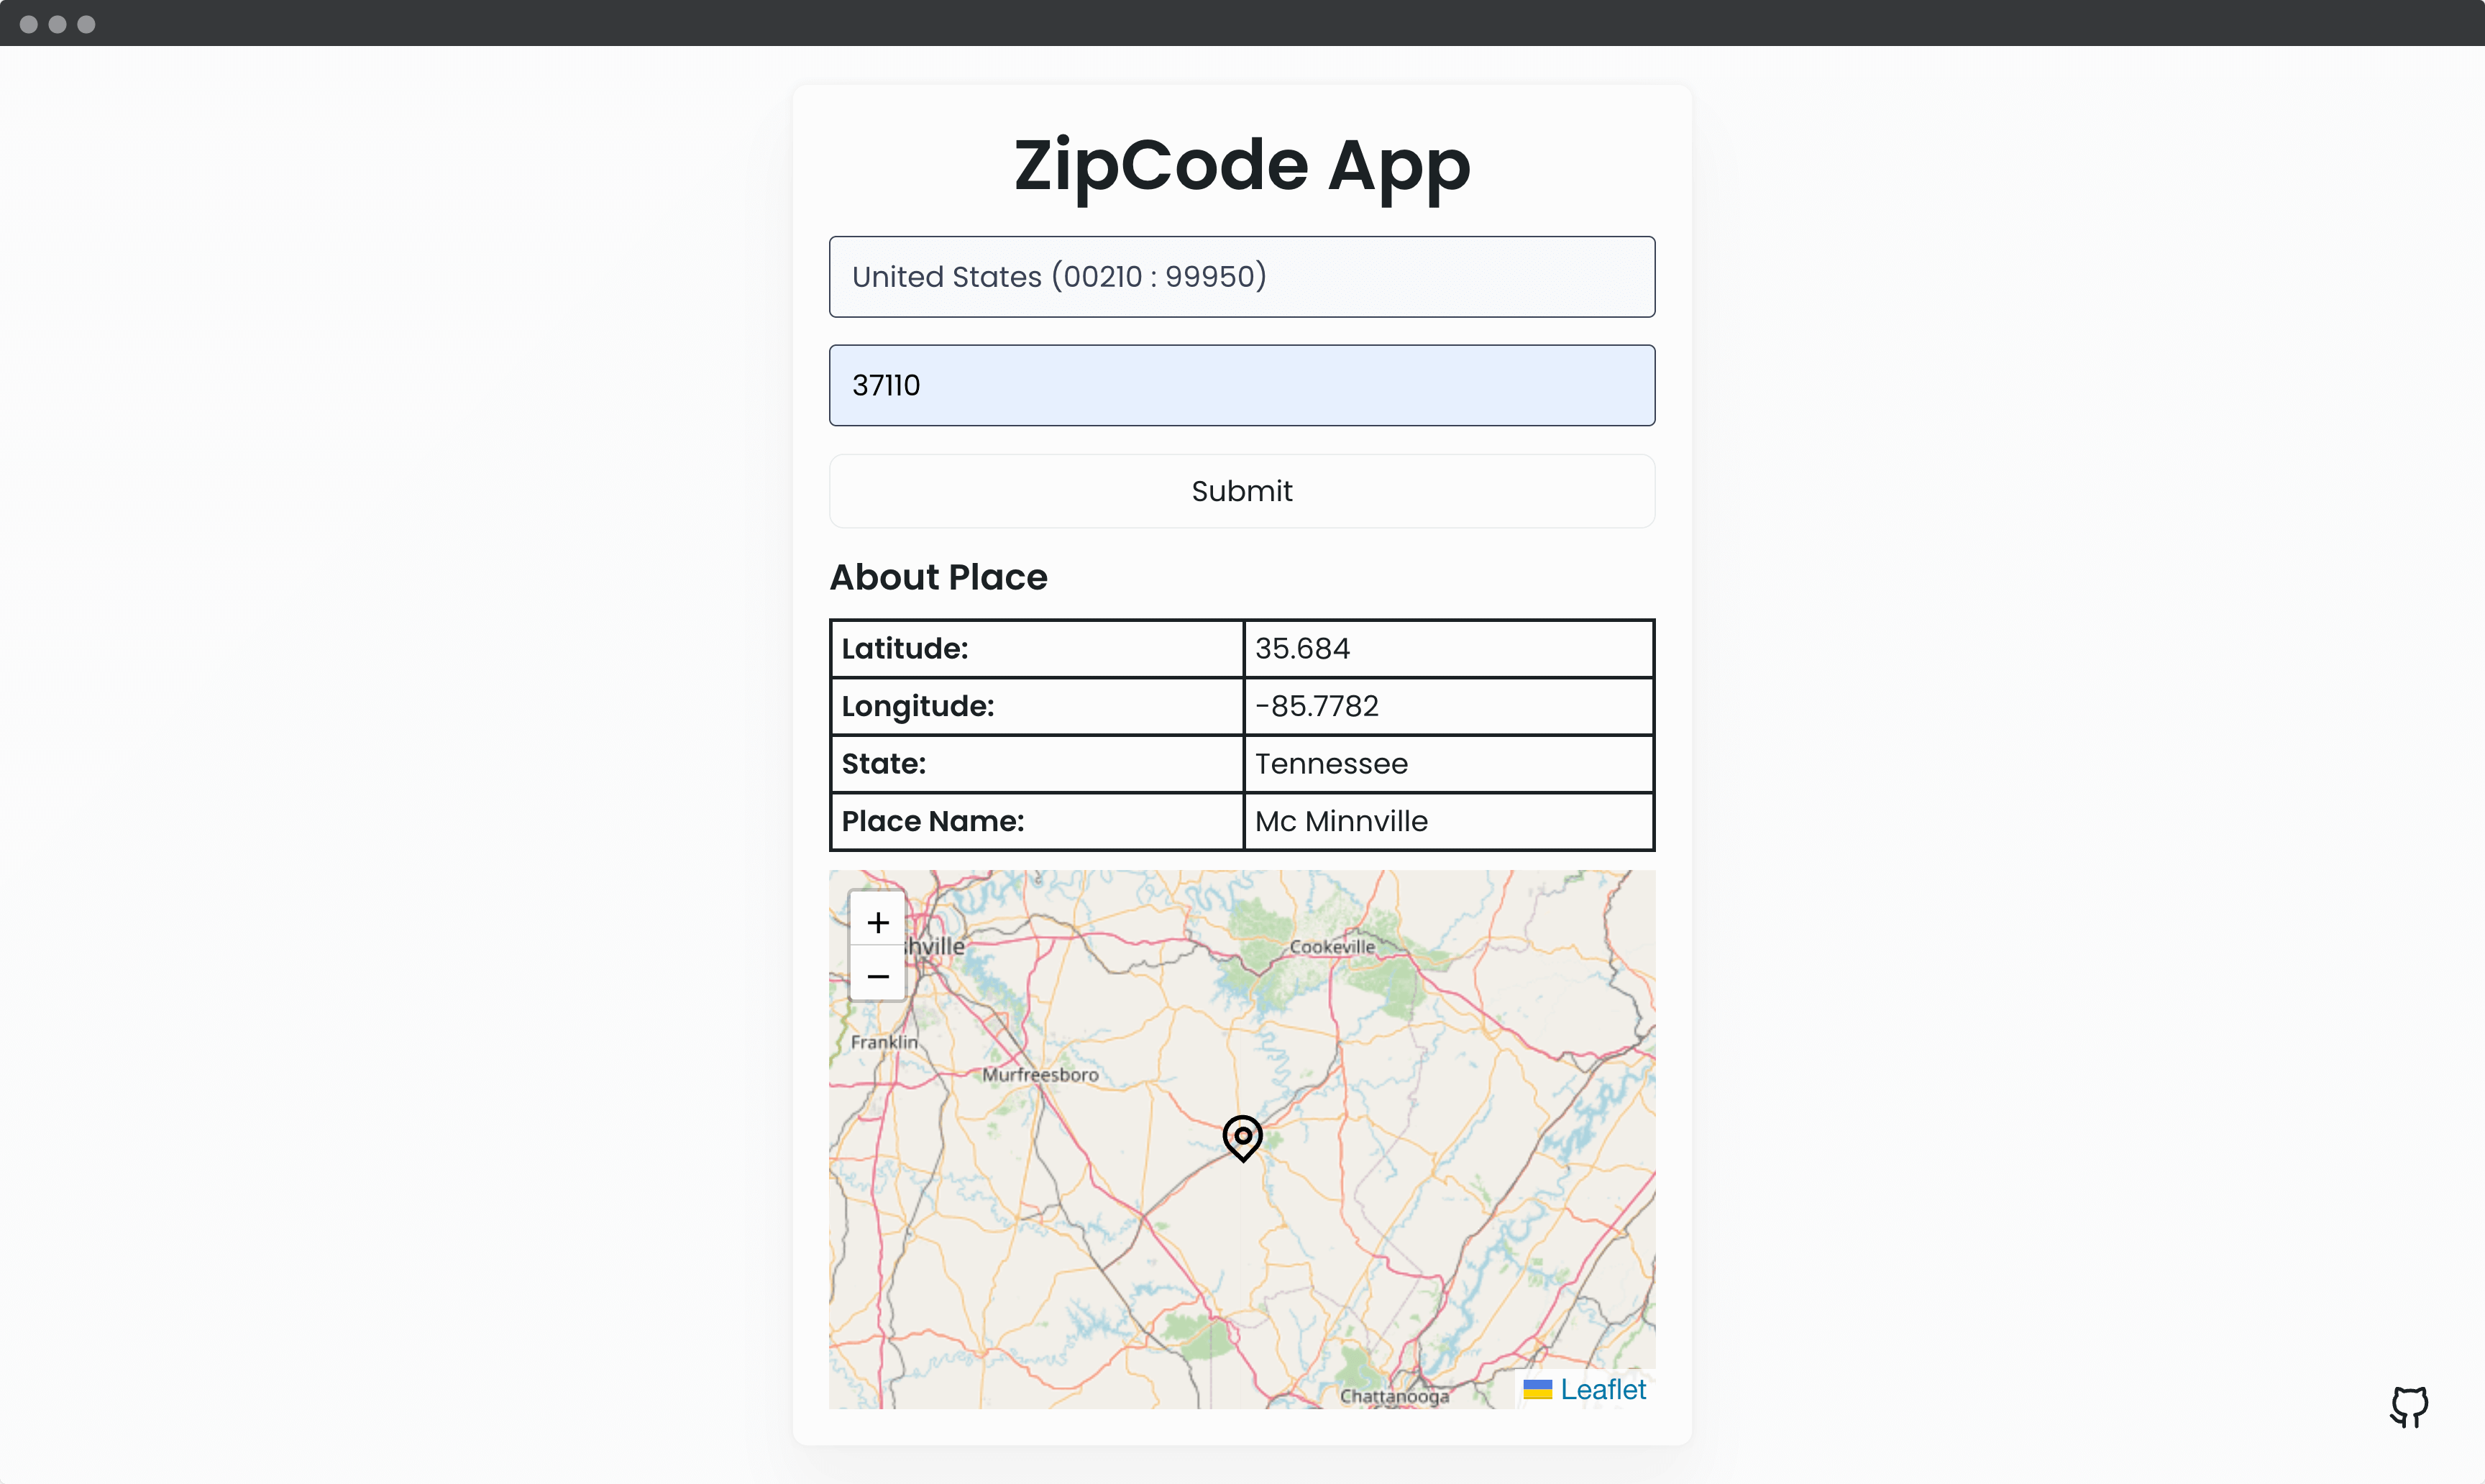 ZipCode App
United States (00210 : 99950)
37110
Submit
About Place
Latitude: 35.684
Longitude: -85.7782
State: Tennessee
Place Name: Mc Minnville
+
shville
Cookeville
−
Franklin
Murfreesboro
Chattanooga
Leaflet